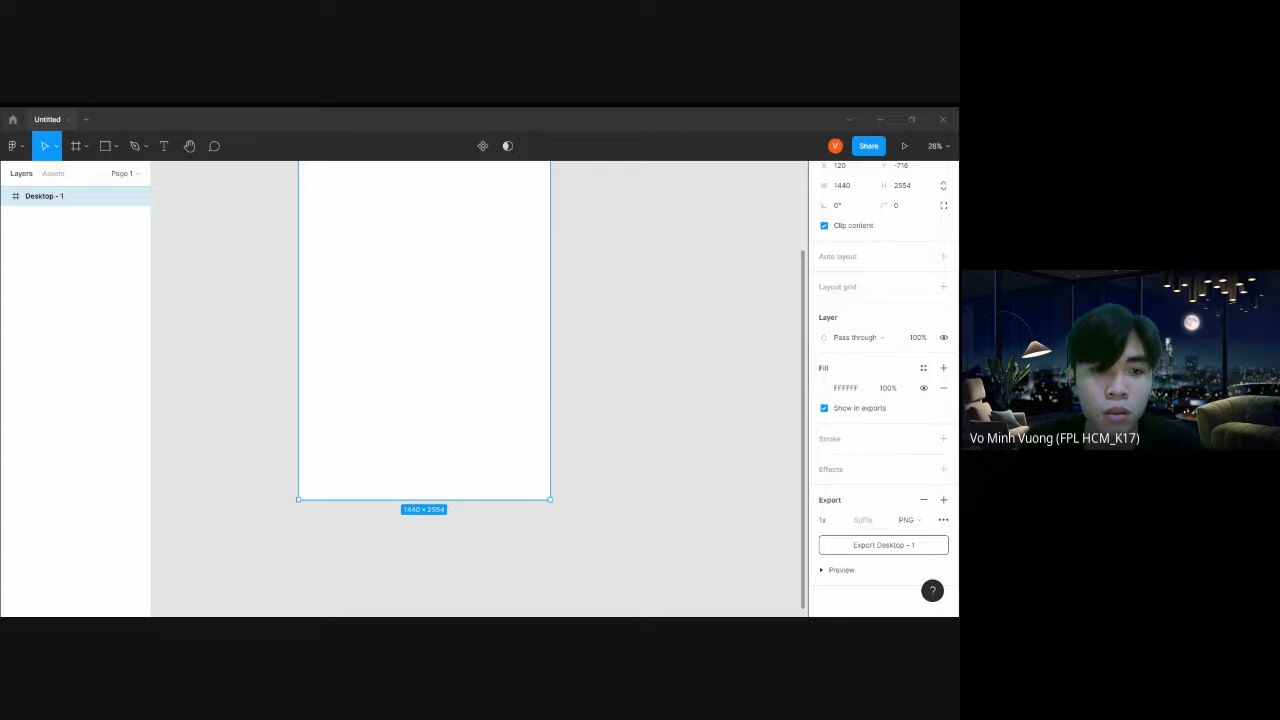 Untitled
Share
28%
Layers
Assets
Page 1
Desktop - 1
X 120 Y -716
W 1440 H 2554
0° 0
Clip content
Auto layout
Layout grid
Layer
Pass through 100%
Fill
FFFFFF 100%
Show in exports
Stroke
Effects
Export
1x Suffix PNG
Export Desktop - 1
Preview
?
1440 × 2554
V
T
Vo Minh Vuong (FPL HCM_K17)